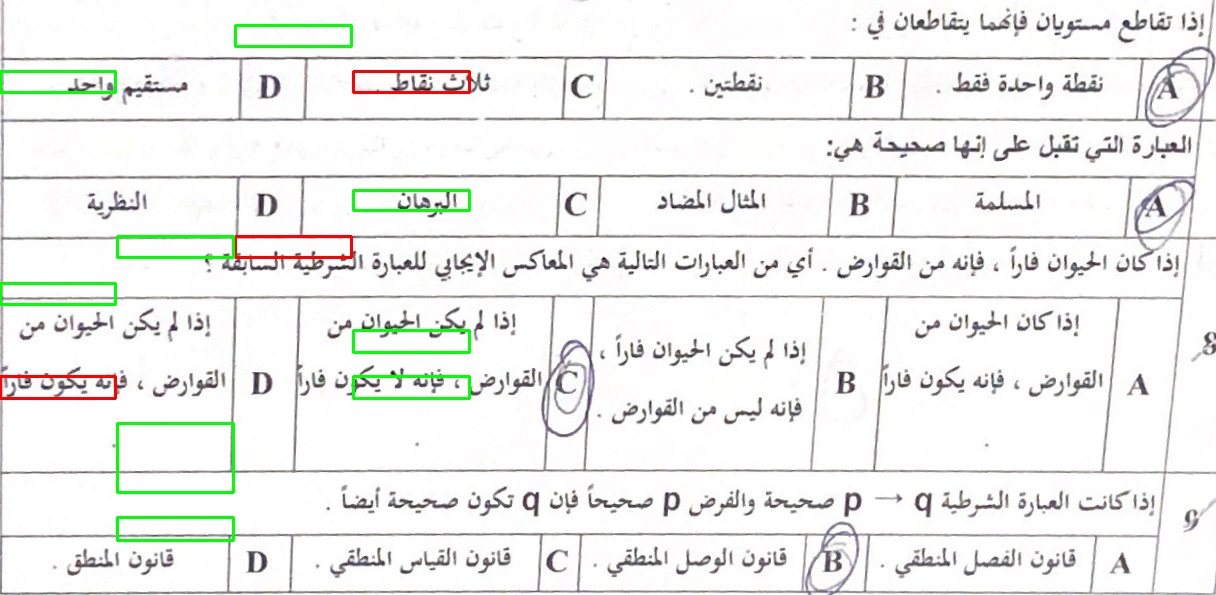 إذا تقاطع مستويان فإنهما يتقاطعان في :
A نقطة واحدة فقط B نقطتين . C ثلاث نقاط D مستقيم واحد
العبارة التي تقبل على إنها صحيحة هي:
A المسلمة B المثال المضاد C البرهان D النظرية
إذا كان الحيوان فاراً ، فإنه من القوارض . أي من العبارات التالية هي المعاكس الإيجابي للعبارة الشرطية السابقة ؟
8
A إذا كان الحيوان من
القوارض ، فإنه يكون فاراً .
B إذا لم يكن الحيوان فاراً ،
فإنه ليس من القوارض .
C إذا لم يكن الحيوان من
القوارض ، فإنه لا يكون فاراً .
D إذا لم يكن الحيوان من
القوارض ، فإنه يكون فاراً .
9
إذا كانت العبارة الشرطية p → q صحيحة والفرض p صحيحاً فإن q تكون صحيحة أيضاً .
A قانون الفصل المنطقي . B قانون الوصل المنطقي . C قانون القياس المنطقي . D قانون المنطق .